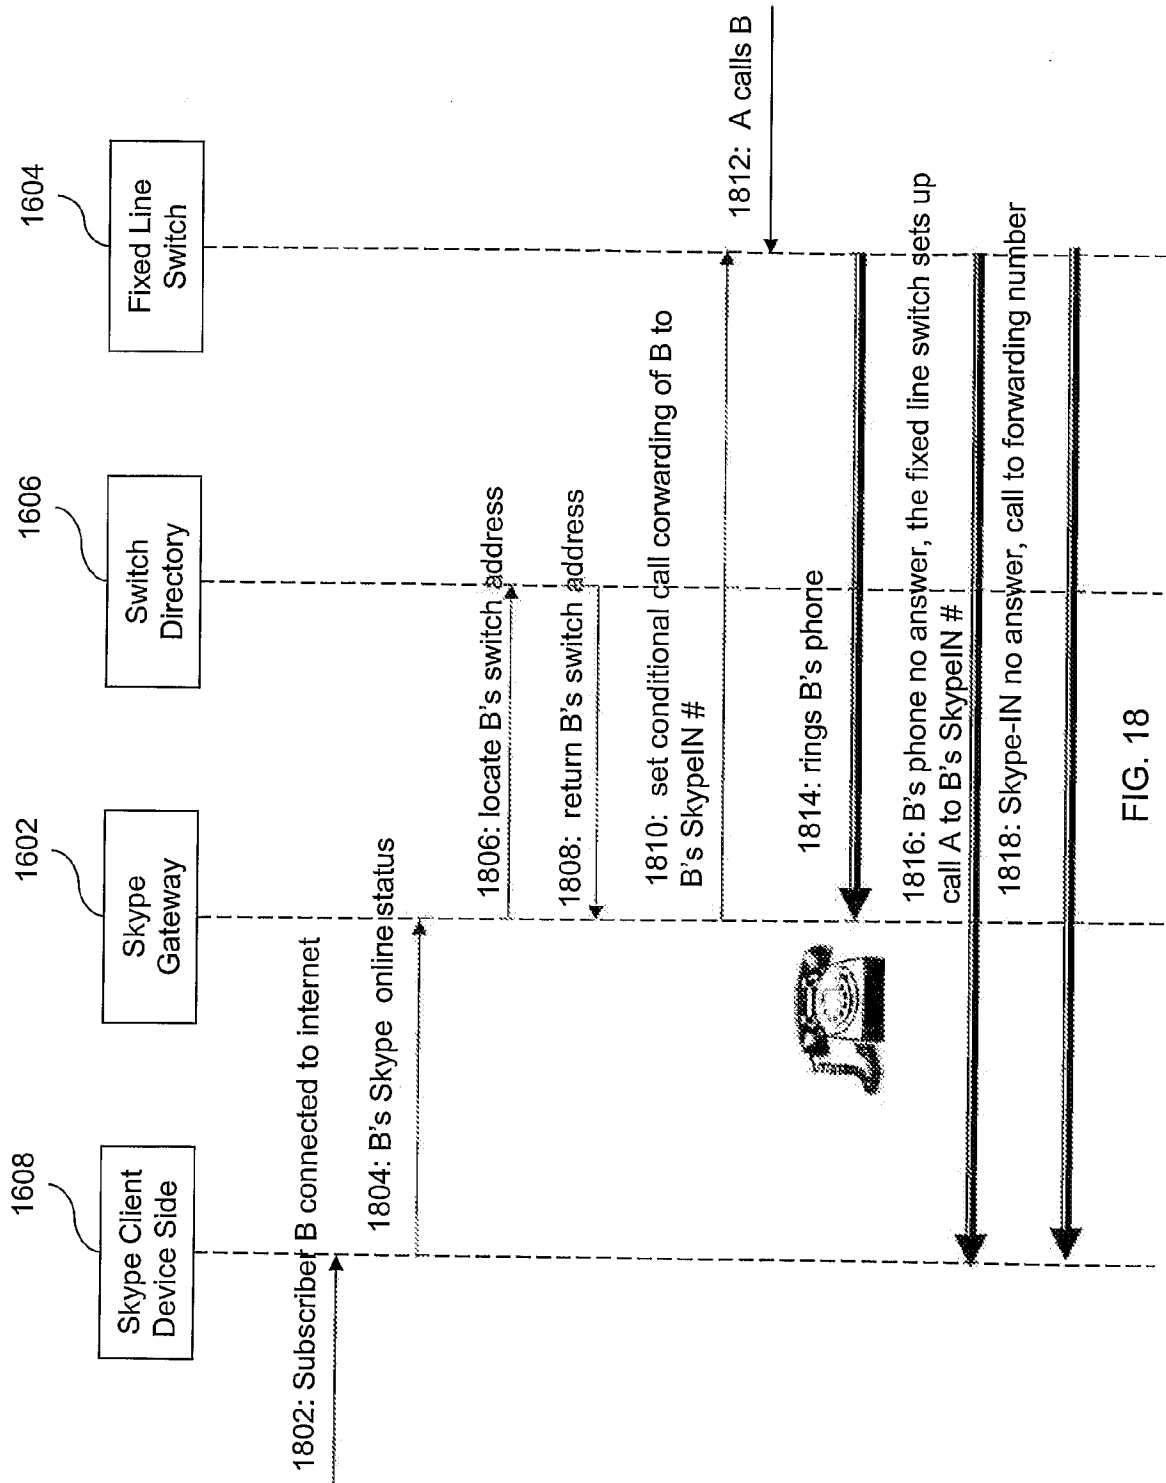 1608
Skype Client
Device Side
1602
Skype
Gateway
1606
Switch
Directory
1604
Fixed Line
Switch
1802: Subscriber B connected to internet
1804: B's Skype online status
1806: locate B's switch address
1808: return B's switch address
1810: set conditional call corwarding of B to
B's SkypeIN #
1812: A calls B
1814: rings B's phone
1816: B's phone no answer, the fixed line switch sets up
call A to B's SkypeIN #
1818: Skype-IN no answer, call to forwarding number
FIG. 18